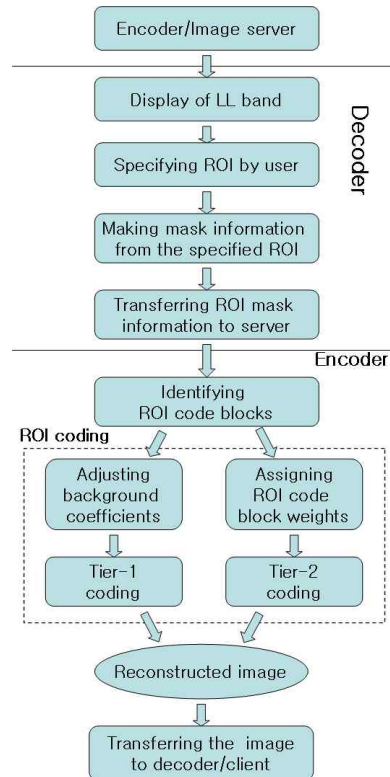 Encoder/Image server
Decoder
Display of LL band
Specifying ROI by user
Making mask information
from the specified ROI
Transferring ROI mask
information to server
Encoder
Identifying
ROI code blocks
ROI coding
Adjusting
background
coefficients
Assigning
ROI code
block weights
Tier-1
coding
Tier-2
coding
Reconstructed image
Transferring the image
to decoder/client